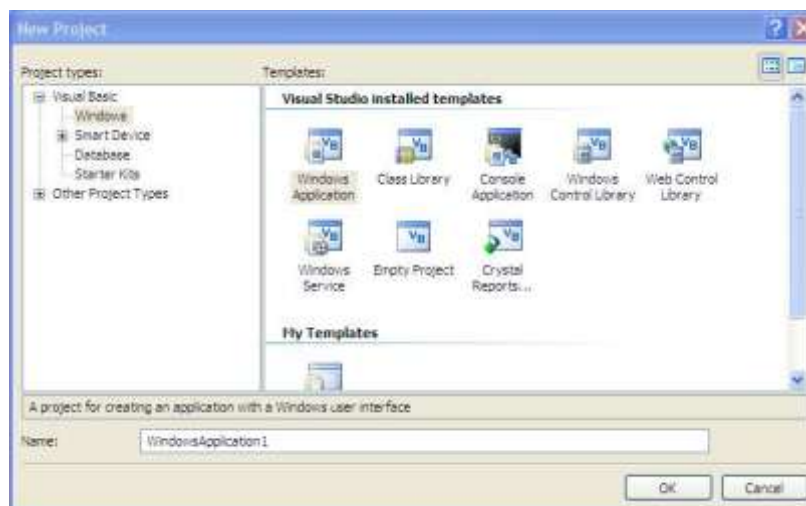 New Project
Project types:
Templates:
Visual Basic
Windows
Smart Device
Database
Starter Kits
Other Project Types
Visual Studio installed templates
Windows Application
Class Library
Console Application
Windows Control Library
Web Control Library
Windows Service
Empty Project
Crystal Reports...
My Templates
A project for creating an application with a Windows user interface
Name:
WindowsApplication1
OK
Cancel